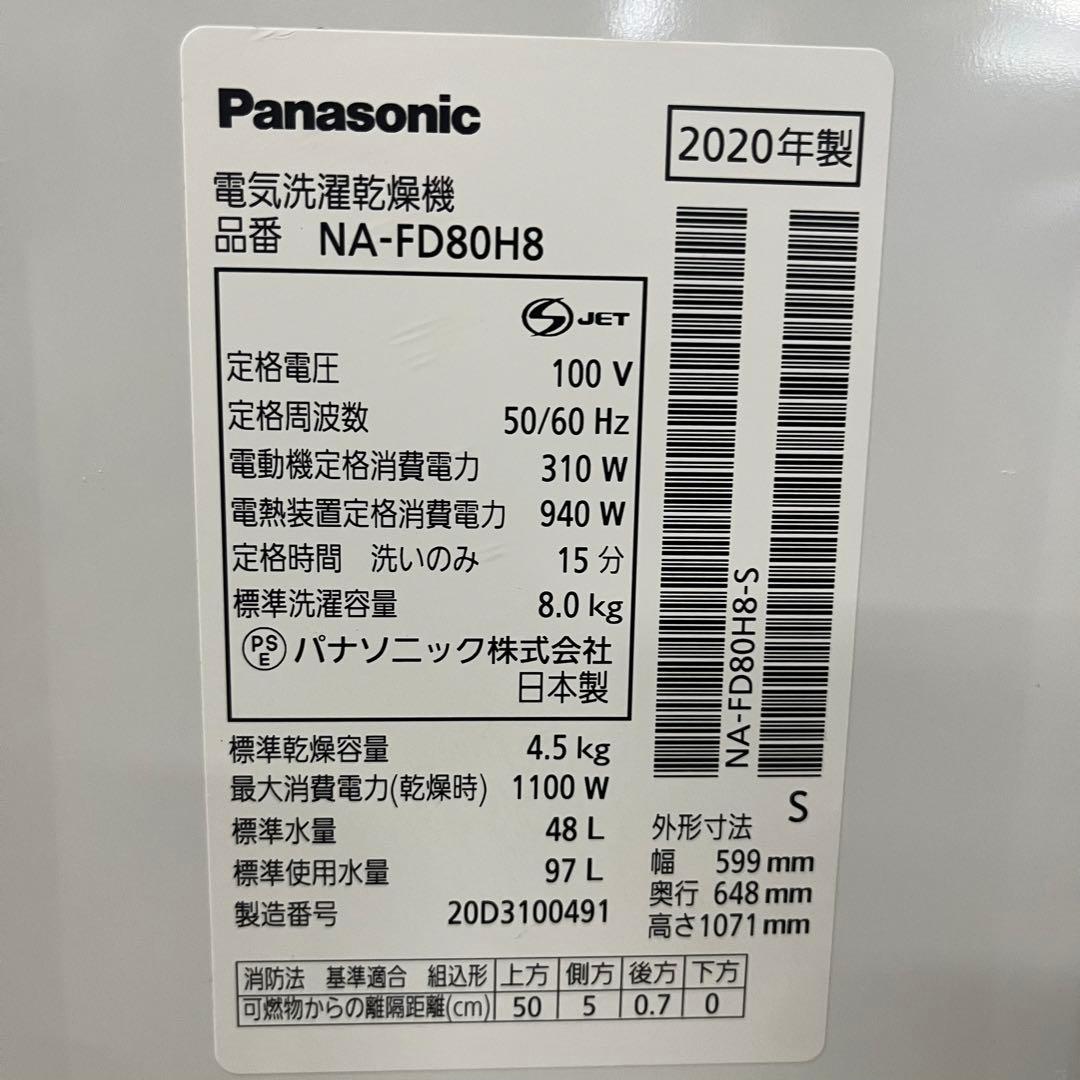 Panasonic
2020年製
電気洗濯乾燥機
品番 NA-FD80H8
JET
定格電圧 100 V
定格周波数 50/60 Hz
電動機定格消費電力 310 W
電熱装置定格消費電力 940 W
定格時間 洗いのみ 15 分
標準洗濯容量 8.0 kg
PSE パナソニック株式会社
日本製
NA-FD80H8-S
S
標準乾燥容量 4.5 kg
最大消費電力(乾燥時) 1100 W
標準水量 48 L
標準使用水量 97 L
製造番号 20D3100491
外形寸法
幅 599 mm
奥行 648 mm
高さ 1071 mm
消防法 基準適合 組込形 上方 側方 後方 下方
可燃物からの離隔距離(cm) 50 5 0.7 0